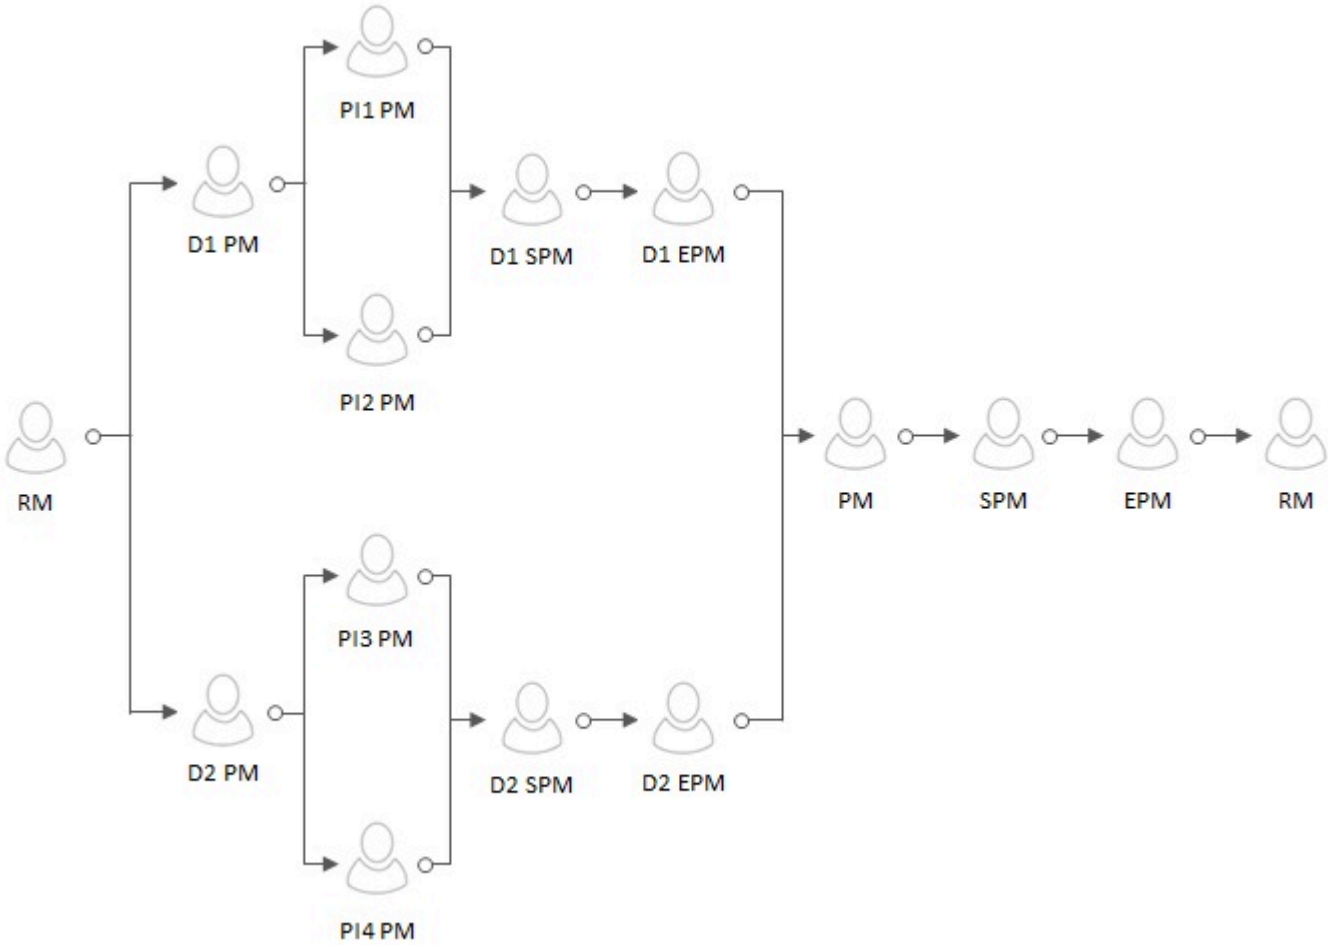 PI1 PM
D1 PM
D1 SPM
D1 EPM
PI2 PM
RM
PM
SPM
EPM
RM
PI3 PM
D2 PM
D2 SPM
D2 EPM
PI4 PM